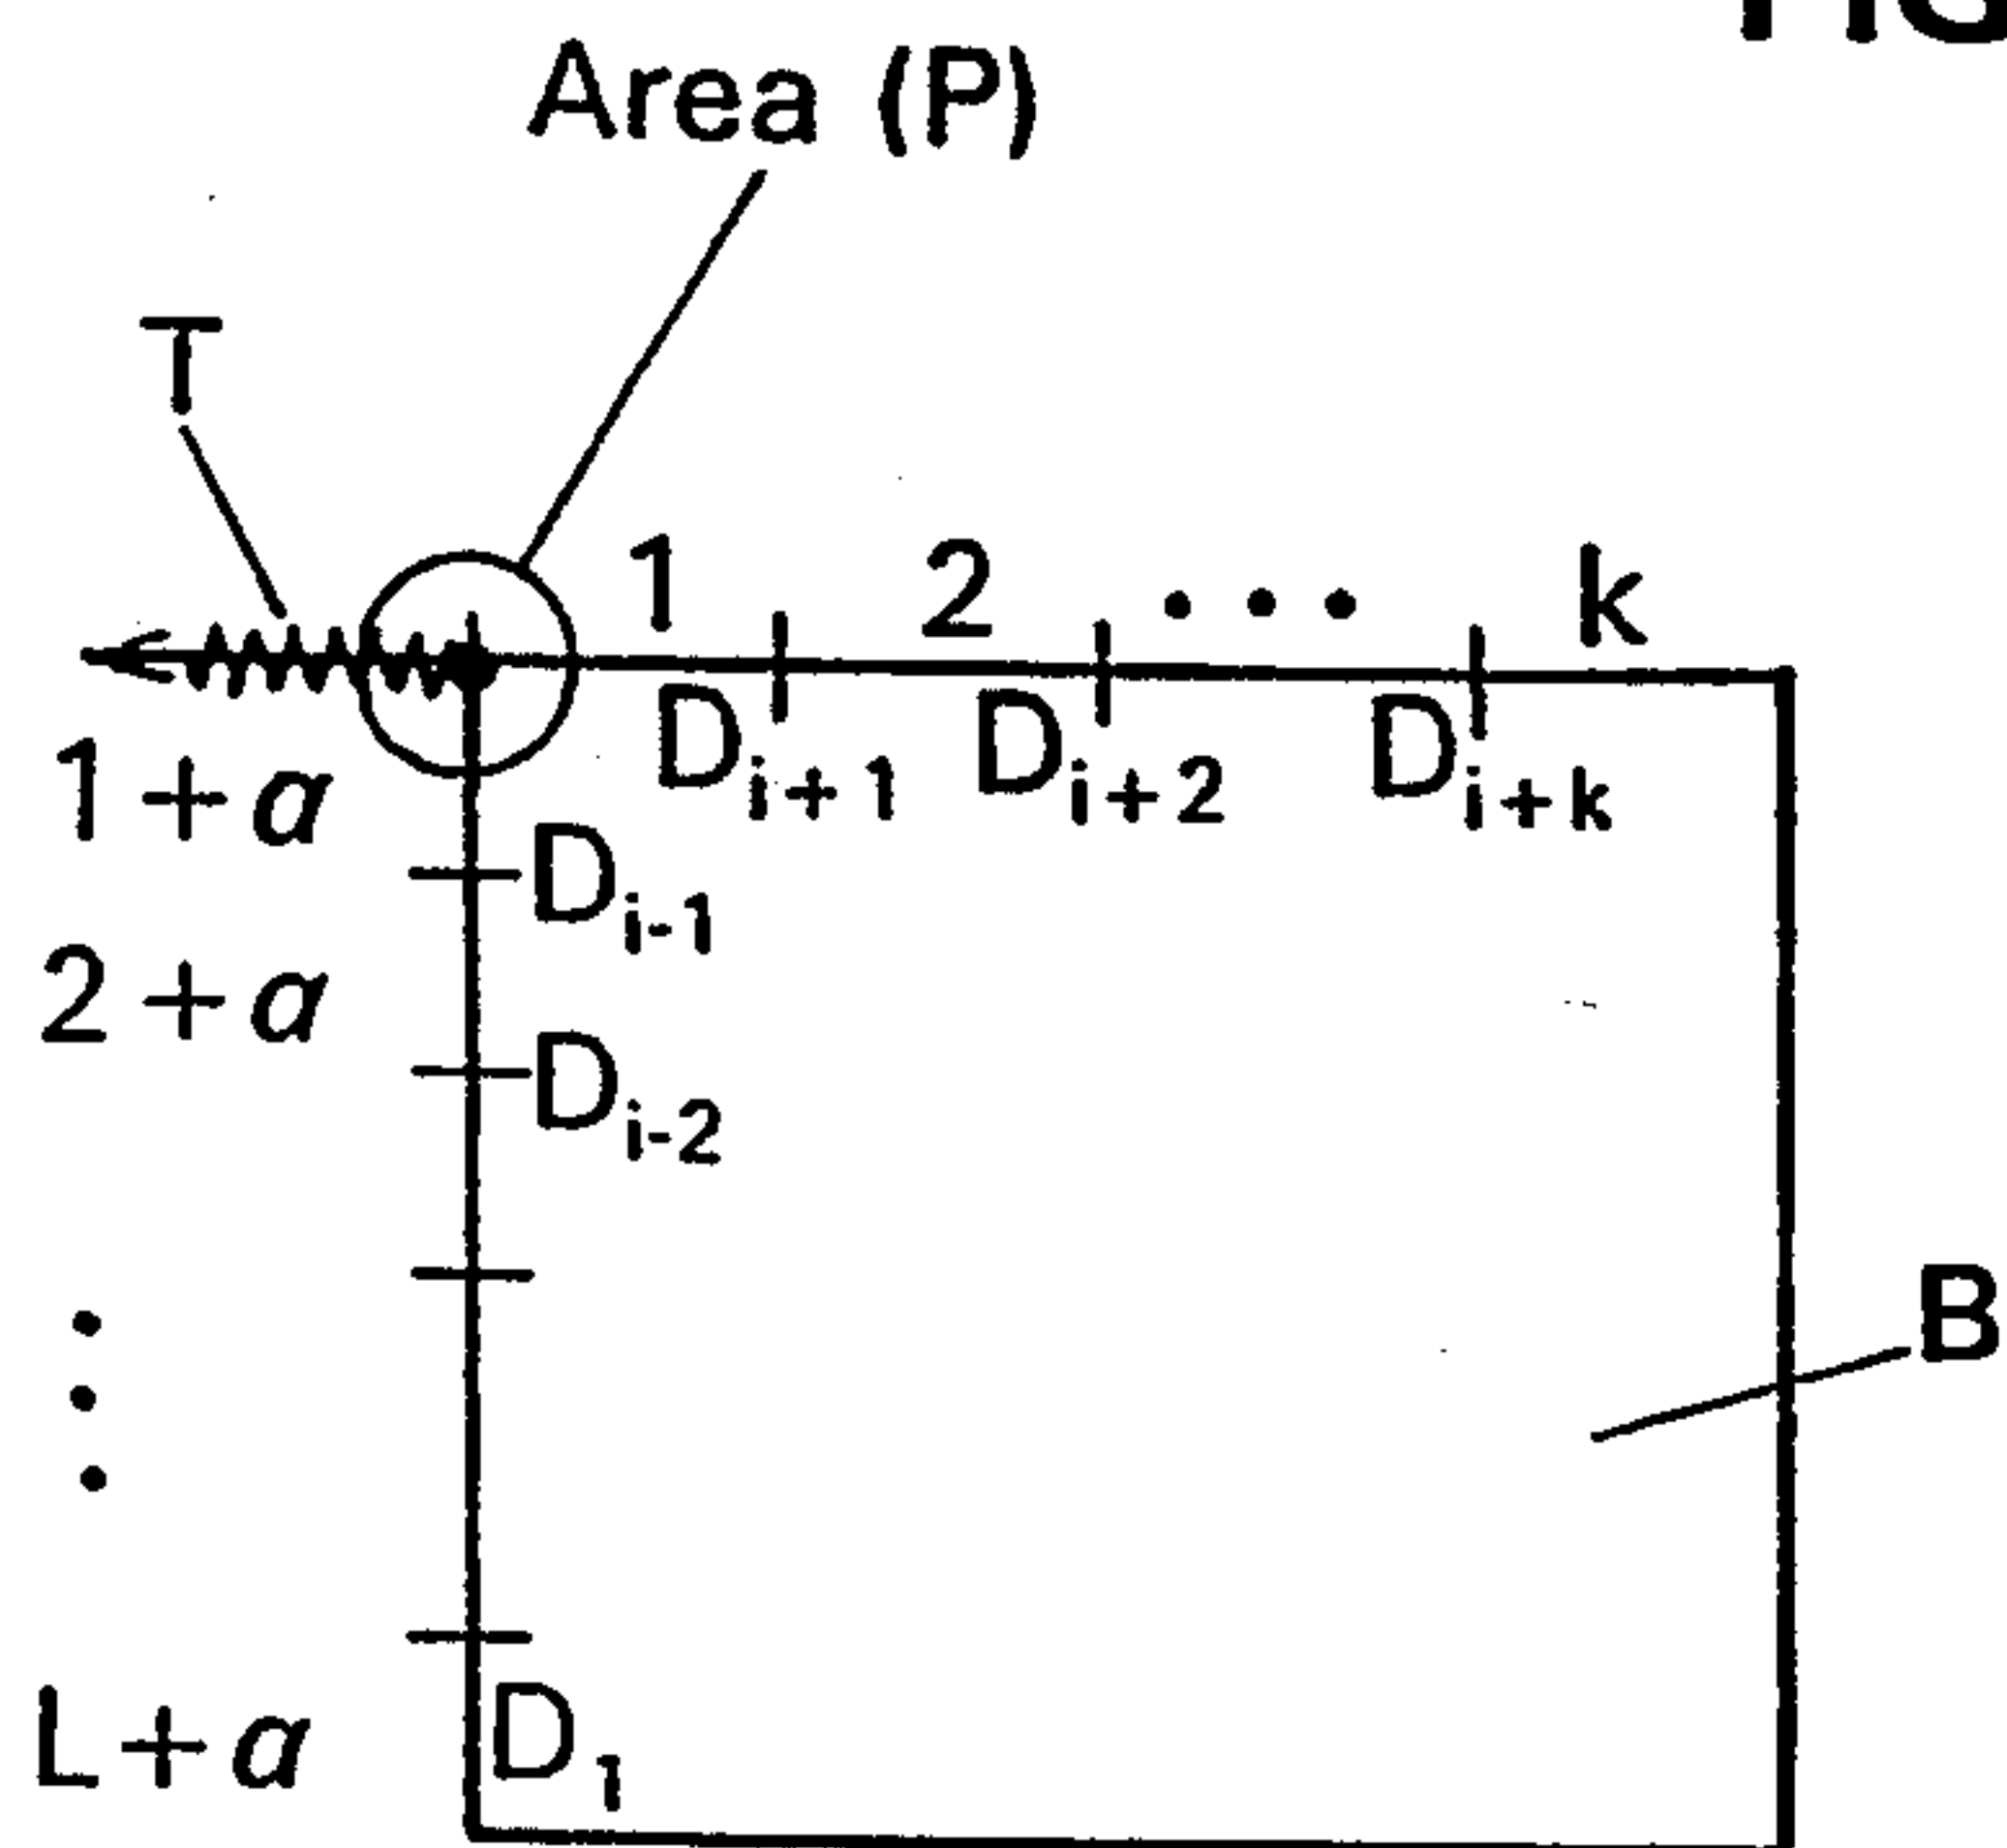 Area (P)
T
1 2 • • • k
D_{i+1} D_{i+2} D_{i+k}
1+a
D_{i-1}
2+a
D_{i-2}
B
•
•
•
L+a D_1